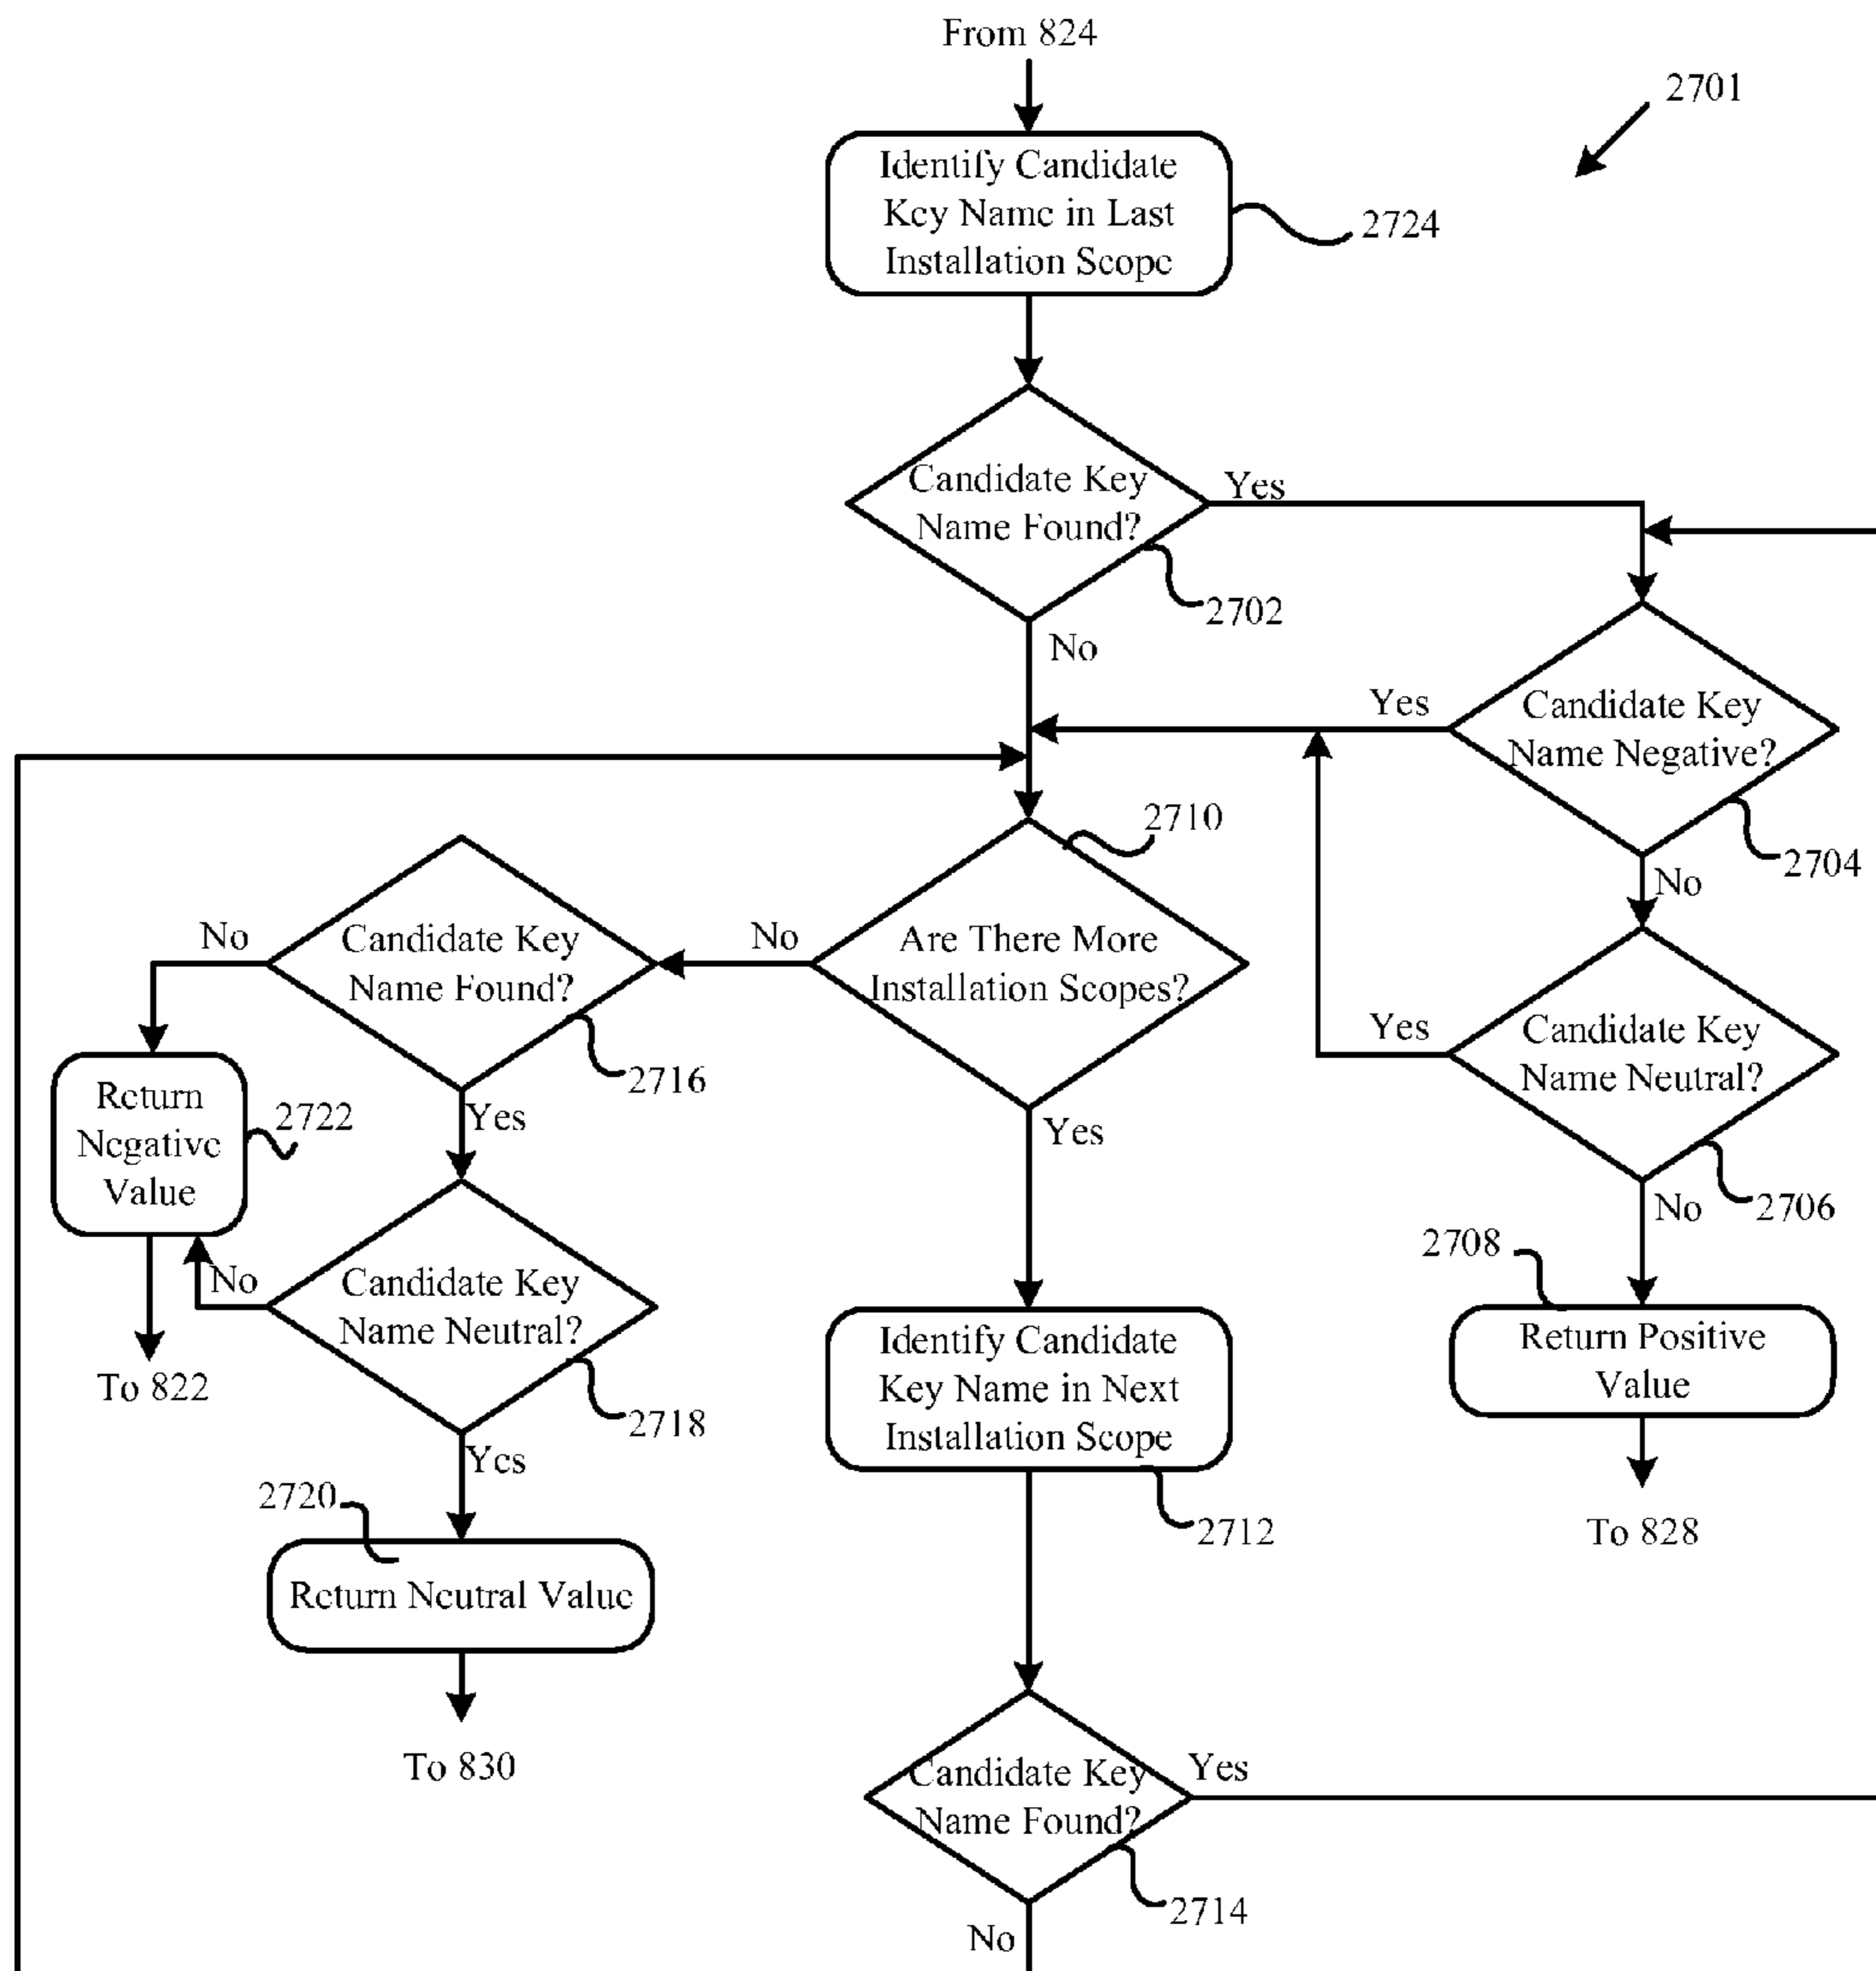 From 824
2701
Identify Candidate
Key Name in Last
Installation Scope
2724
Candidate Key
Name Found?
Yes
2702
No
Candidate Key
Name Negative?
Yes
2704
No
2710
Are There More
Installation Scopes?
No
Yes
Candidate Key
Name Found?
No
2716
Yes
Candidate Key
Name Neutral?
Yes
2706
No
Return
Negative
Value
2722
To 822
Candidate Key
Name Neutral?
No
2718
Yes
2720
Return Neutral Value
To 830
Identify Candidate
Key Name in Next
Installation Scope
2712
2708
Return Positive
Value
To 828
Candidate Key
Name Found?
Yes
2714
No